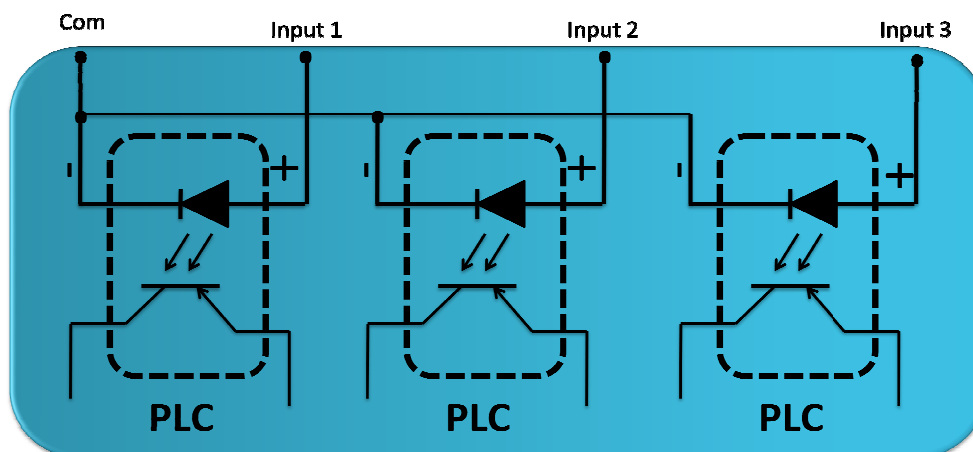 Com Input 1 Input 2 Input 3
- + - + - +
PLC PLC PLC